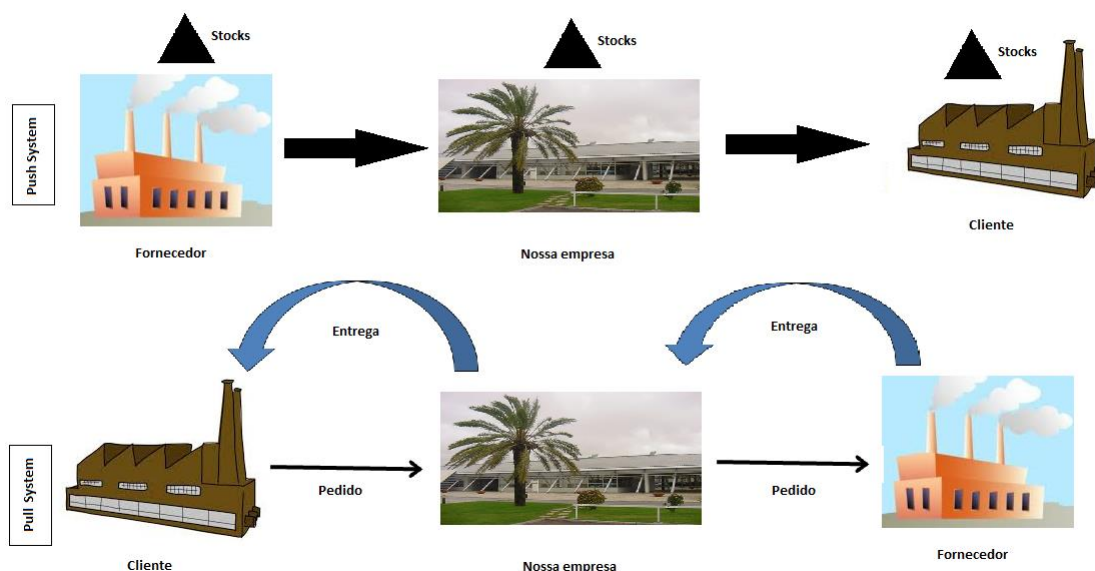 Stocks
Stocks
Stocks
Push System
Fornecedor
Nossa empresa
Cliente
Entrega
Entrega
Pull System
Pedido
Pedido
Cliente
Nossa empresa
Fornecedor